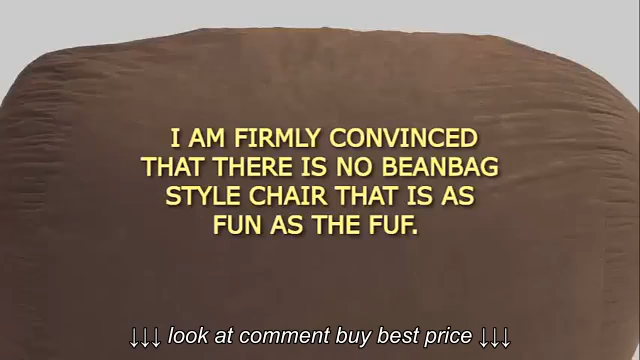 I AM FIRMLY CONVINCED
THAT THERE IS NO BEANBAG
STYLE CHAIR THAT IS AS
FUN AS THE FUF.
↓↓↓ look at comment buy best price ↓↓↓